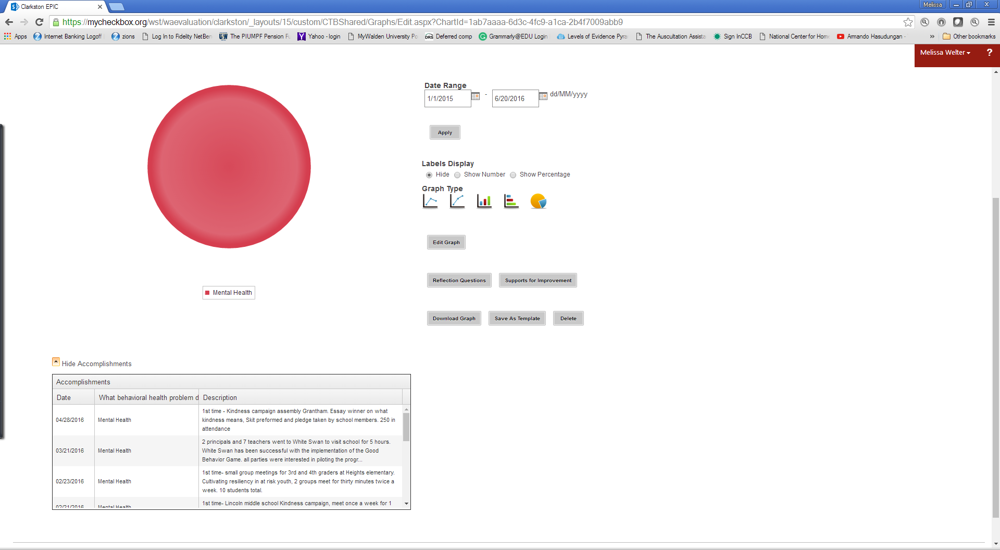 Clarkston EPIC
Melissa
https://mycheckbox.org/wst/waevaluation/clarkston/_layouts/15/custom/CTBShared/Graphs/Edit.aspx?ChartId=1ab7aaaa-6d3c-4fc9-a1ca-2b4f7009abb9
Apps Internet Banking Logoff zions Log In to Fidelity NetBen The PIUMPF Pension Fu Yahoo - login MyWalden University Po DRS Deferred comp Grammarly@EDU Login Levels of Evidence Pyra The Auscultation Assista Sign InCCB National Center for Home Armando Hasudungan - » Other bookmarks
Melissa Welter ?
Date Range
1/1/2015 - 6/20/2016 dd/MM/yyyy
Apply
Labels Display
Hide Show Number Show Percentage
Graph Type
Edit Graph
Reflection Questions Supports for Improvement
Mental Health
Download Graph Save As Template Delete
Hide Accomplishments
Accomplishments
Date What behavioral health problem d Description
04/28/2016 Mental Health 1st time - Kindness campaign assembly Grantham. Essay winner on what
kindness means, Skit preformed and pledge taken by school members. 250 in
attendance
03/21/2016 Mental Health 2 principals and 7 teachers went to White Swan to visit school for 5 hours.
White Swan has been successful with the implementation of the Good
Behavior Game. all parties were interested in piloting the progr...
02/23/2016 Mental Health 1st time- small group meetings for 3rd and 4th graders at Heights elementary.
Cultivating resiliency in at risk youth, 2 groups meet for thirty minutes twice a
week. 10 students total.
02/21/2016 Mental Health 1st time- Lincoln middle school Kindness campaign, meet once a week for 1